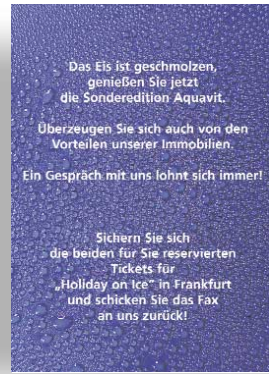 Das Eis ist geschmolzen,
genießen Sie jetzt
die Sonderedition Aquavit.
Überzeugen Sie sich auch von den
Vorteilen unserer Immobilien.
Ein Gespräch mit uns lohnt sich immer!
Sichern Sie sich
die beiden für Sie reservierten
Tickets für
„Holiday on Ice“ in Frankfurt
und schicken Sie das Fax
an uns zurück!